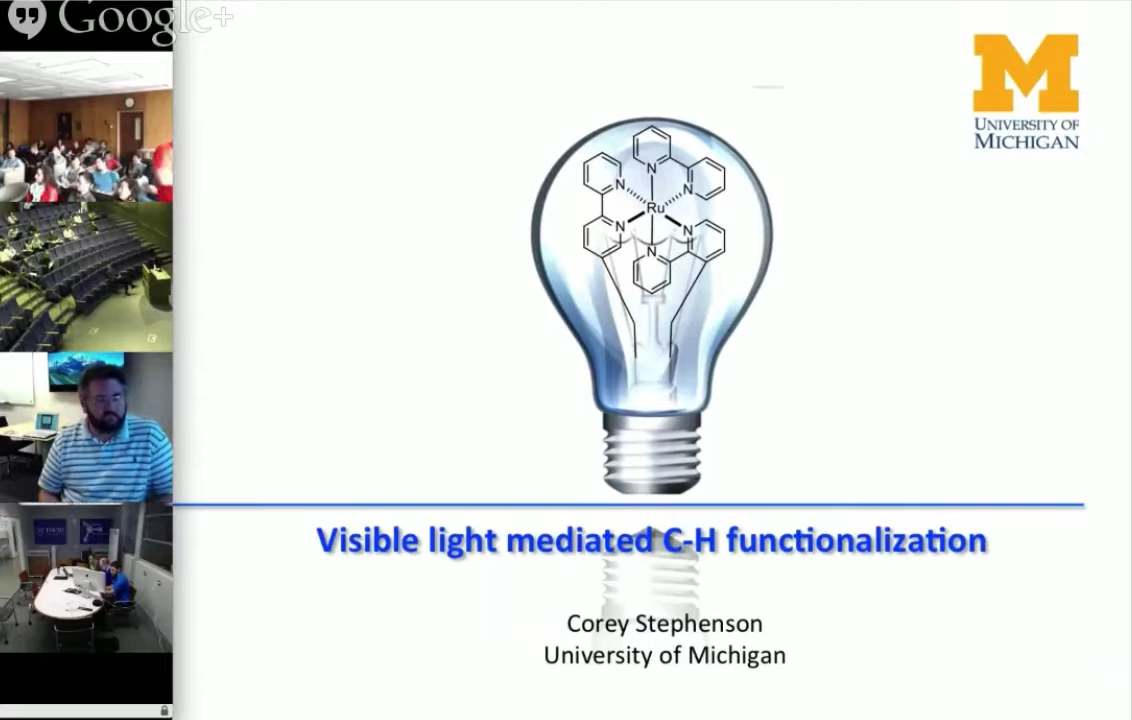 Google+
UNIVERSITY OF
MICHIGAN
N
N
N
N
Ru
N
N
Visible light mediated C-H functionalization
Corey Stephenson
University of Michigan